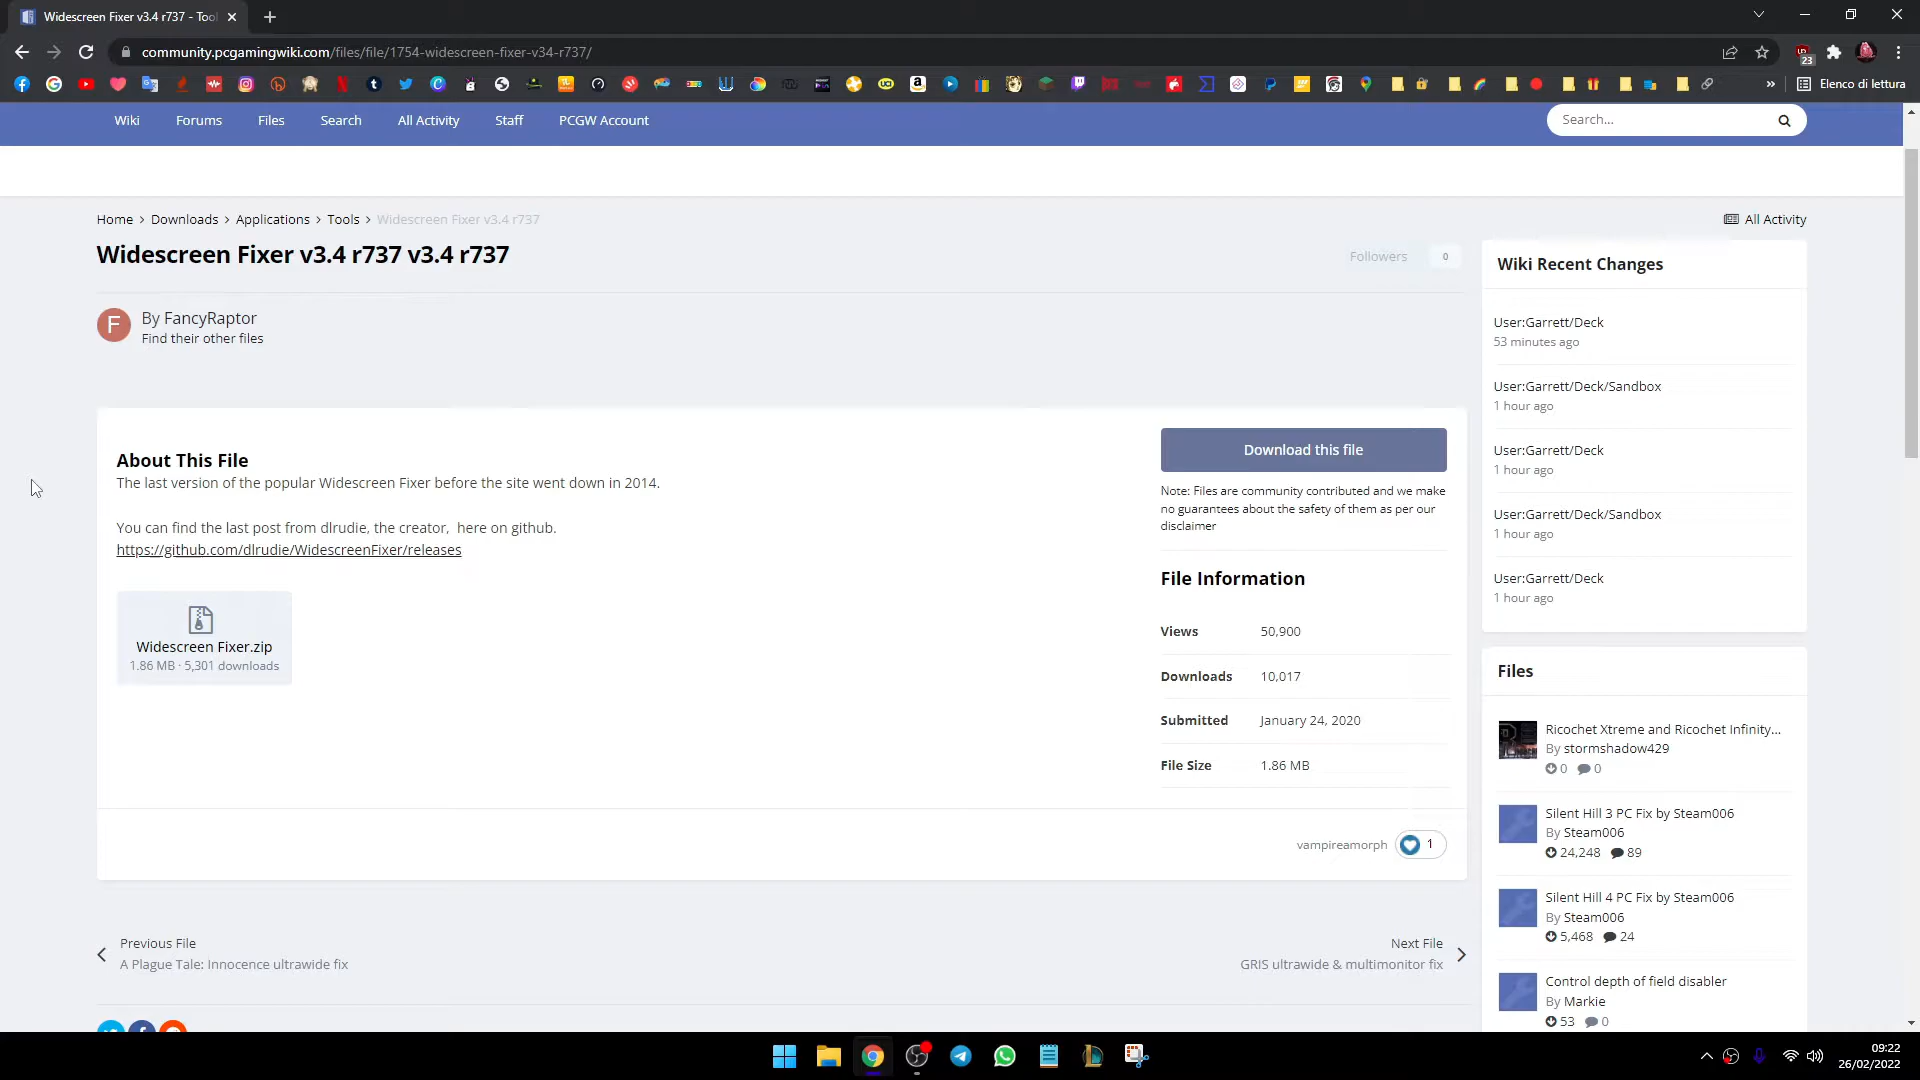 Widescreen Fixer v3.4 r737 - Too
community.pcgamingwiki.com/files/file/1754-widescreen-fixer-v34-r737/
23
Elenco di lettura
Wiki
Forums
Files
Search
All Activity
Staff
PCGW Account
Search...
Home > Downloads > Applications > Tools > Widescreen Fixer v3.4 r737
All Activity
Widescreen Fixer v3.4 r737 v3.4 r737
Followers 0
F
By FancyRaptor
Find their other files
About This File
The last version of the popular Widescreen Fixer before the site went down in 2014.
You can find the last post from dlrudie, the creator,  here on github.
https://github.com/dlrudie/WidescreenFixer/releases
Widescreen Fixer.zip
1.86 MB · 5,301 downloads
Download this file
Note: Files are community contributed and we make
no guarantees about the safety of them as per our
disclaimer
File Information
Views 50,900
Downloads 10,017
Submitted January 24, 2020
File Size 1.86 MB
vampireamorph 1
Previous File
A Plague Tale: Innocence ultrawide fix
Next File
GRIS ultrawide & multimonitor fix
Wiki Recent Changes
User:Garrett/Deck
53 minutes ago
User:Garrett/Deck/Sandbox
1 hour ago
User:Garrett/Deck
1 hour ago
User:Garrett/Deck/Sandbox
1 hour ago
User:Garrett/Deck
1 hour ago
Files
Ricochet Xtreme and Ricochet Infinity...
By stormshadow429
0 0
Silent Hill 3 PC Fix by Steam006
By Steam006
24,248 89
Silent Hill 4 PC Fix by Steam006
By Steam006
5,468 24
Control depth of field disabler
By Markie
53 0
09:22
26/02/2022